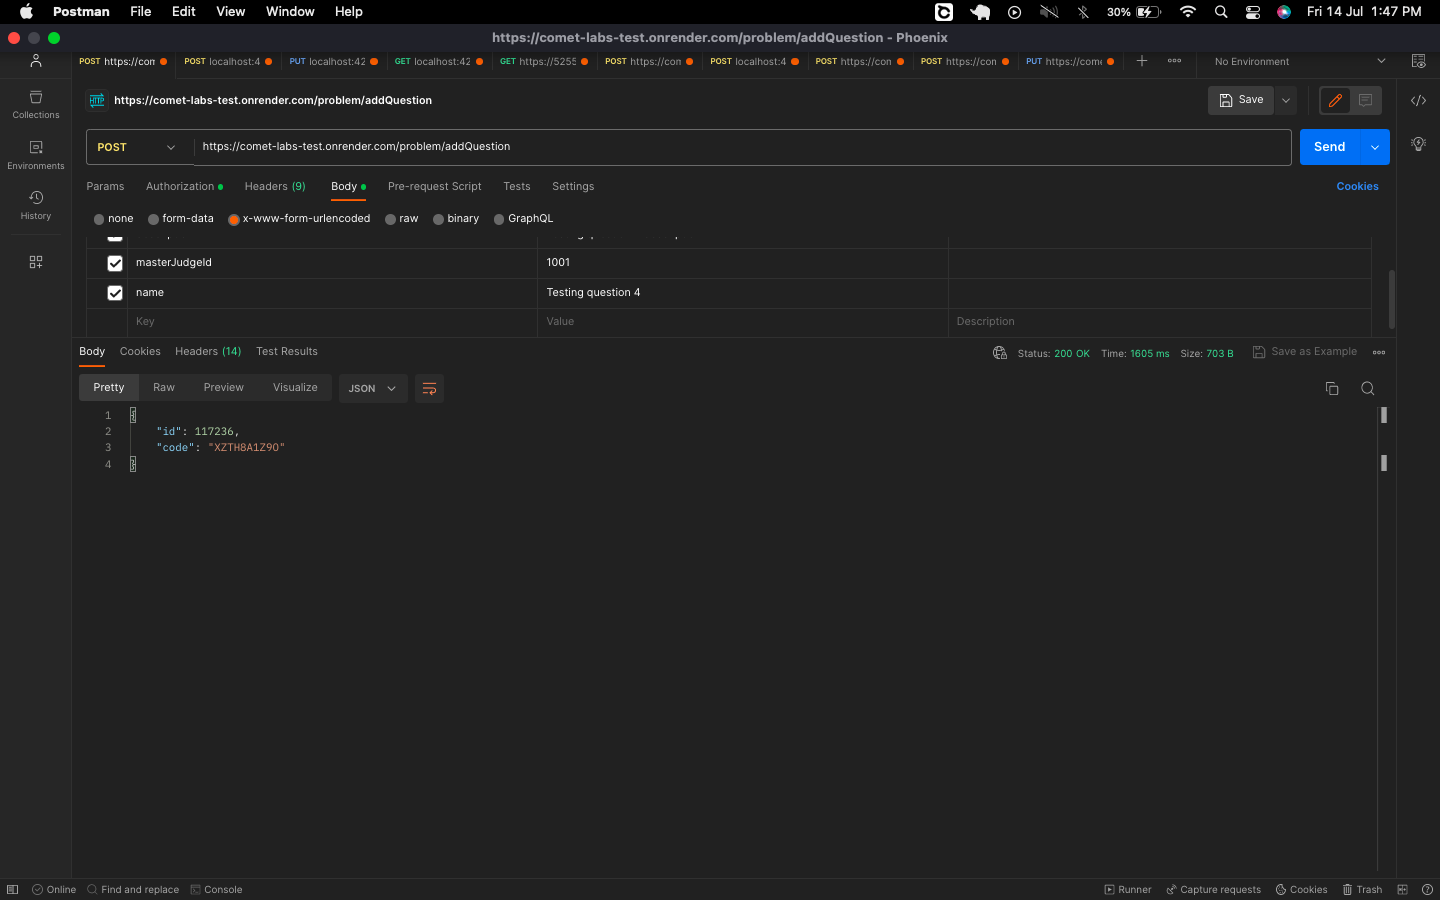 Postman File Edit View Window Help 30% Fri 14 Jul 1:47 PM
https://comet-labs-test.onrender.com/problem/addQuestion - Phoenix
POST https://com POST localhost:4 PUT localhost:42 GET localhost:42 GET https://5255 POST https://con POST localhost:4 POST https://con POST https://con PUT https://come No Environment
HTTP https://comet-labs-test.onrender.com/problem/addQuestion Save
Collections
POST https://comet-labs-test.onrender.com/problem/addQuestion Send
Environments
Params Authorization Headers (9) Body Pre-request Script Tests Settings Cookies
History
none form-data x-www-form-urlencoded raw binary GraphQL
masterJudgeId 1001
name Testing question 4
Key Value Description
Body Cookies Headers (14) Test Results Status: 200 OK Time: 1605 ms Size: 703 B Save as Example
Pretty Raw Preview Visualize JSON
1 {
2 "id": 117236,
3 "code": "XZTH8A1Z9O"
4 }
Online Find and replace Console Runner Capture requests Cookies Trash